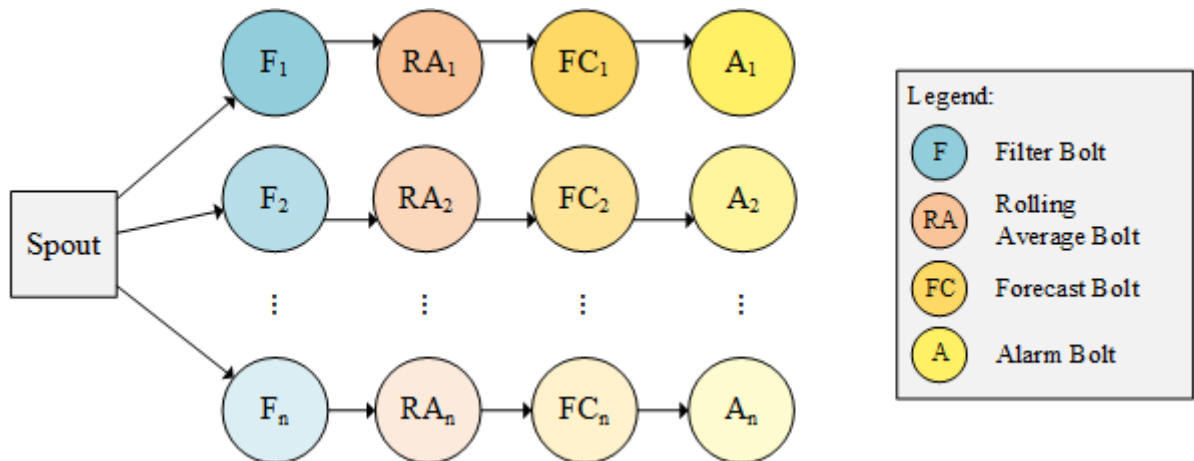 F₁ RA₁ FC₁ A₁
F₂ RA₂ FC₂ A₂
Spout
⋮ ⋮ ⋮ ⋮
Fₙ RAₙ FCₙ Aₙ
Legend:
F Filter Bolt
RA Rolling
Average Bolt
FC Forecast Bolt
A Alarm Bolt